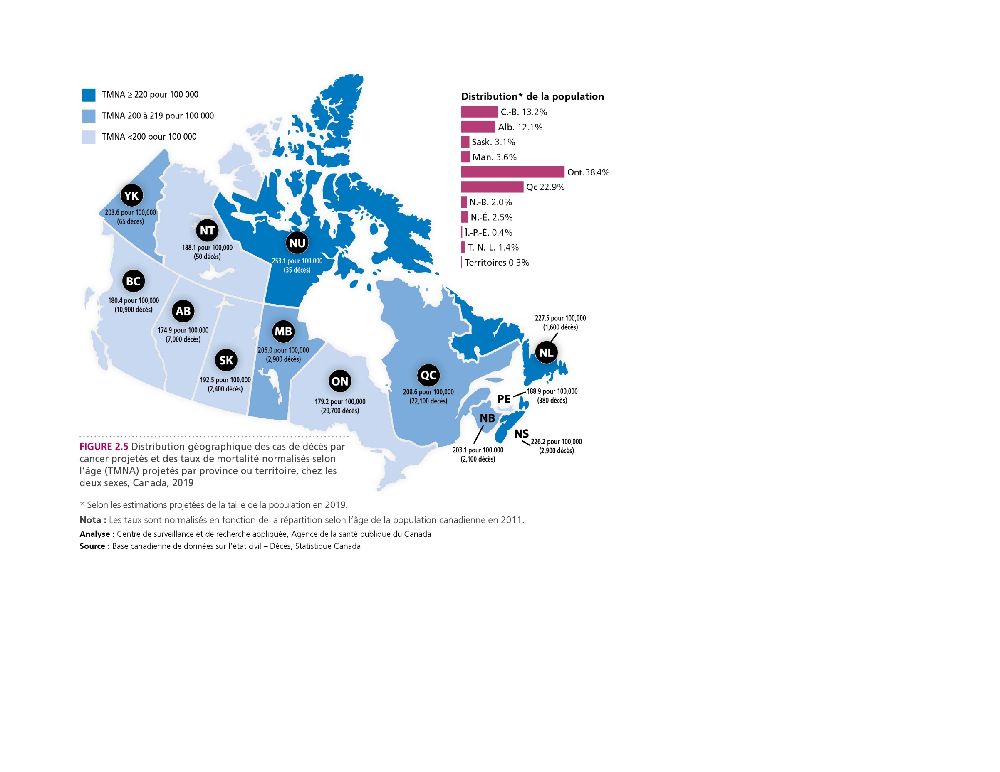 TMNA ≥ 220 pour 100 000
TMNA 200 à 219 pour 100 000
TMNA <200 pour 100 000
YK
203.6 pour 100,000
(65 décès)
NT
188.1 pour 100,000
(50 décès)
NU
253.1 pour 100,000
(35 décès)
BC
180.4 pour 100,000
(10,900 décès)
AB
174.9 pour 100,000
(7,000 décès)
SK
192.5 pour 100,000
(2,400 décès)
MB
206.0 pour 100,000
(2,900 décès)
ON
179.2 pour 100,000
(29,700 décès)
QC
208.6 pour 100,000
(22,100 décès)
227.5 pour 100,000
(1,600 décès)
NL
PE
188.9 pour 100,000
(380 décès)
NB
203.1 pour 100,000
(2,100 décès)
NS
226.2 pour 100,000
(2,900 décès)
Distribution* de la population
C.-B. 13.2%
Alb. 12.1%
Sask. 3.1%
Man. 3.6%
Ont.38.4%
Qc 22.9%
N.-B. 2.0%
N.-É. 2.5%
Î.-P.-É. 0.4%
T.-N.-L. 1.4%
Territoires 0.3%
FIGURE 2.5 Distribution géographique des cas de décès par
cancer projetés et des taux de mortalité normalisés selon
l'âge (TMNA) projetés par province ou territoire, chez les
deux sexes, Canada, 2019
* Selon les estimations projetées de la taille de la population en 2019.
Nota : Les taux sont normalisés en fonction de la répartition selon l'âge de la population canadienne en 2011.
Analyse : Centre de surveillance et de recherche appliquée, Agence de la santé publique du Canada
Source : Base canadienne de données sur l'état civil – Décès, Statistique Canada